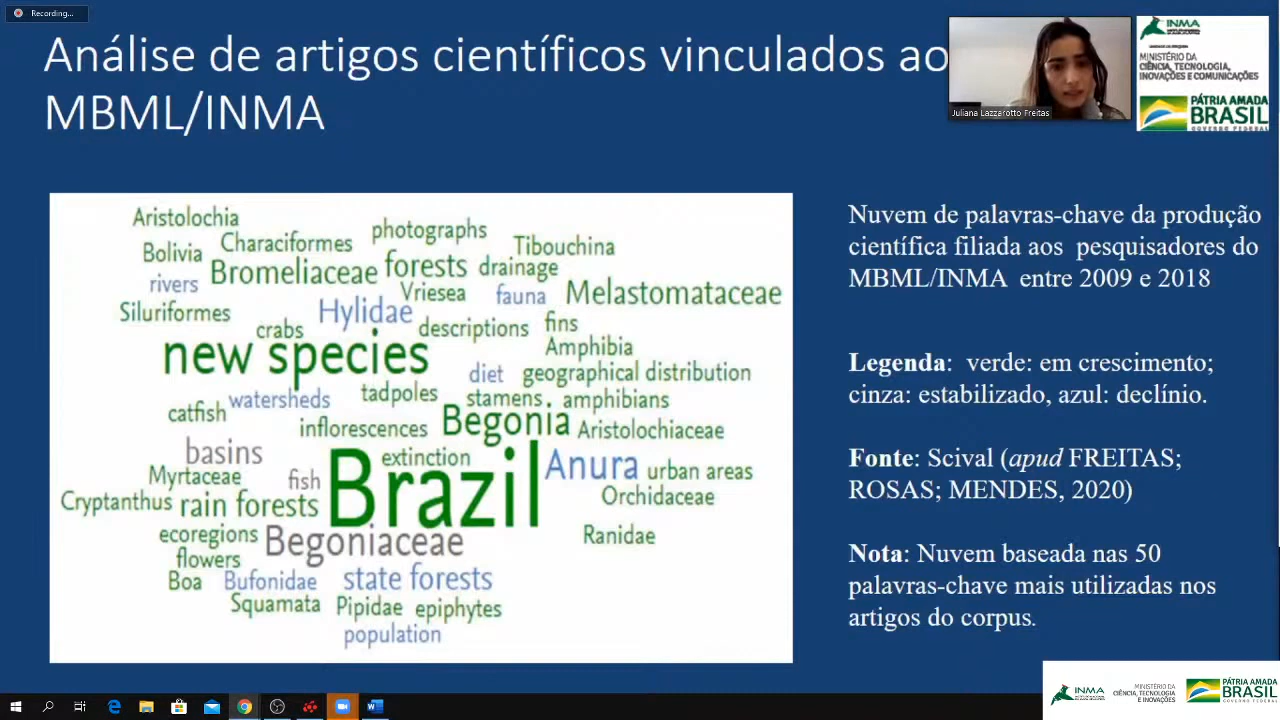 Recording...
Análise de artigos científicos vinculados ao
MBML/INMA
Juliana Lazzarotto Freitas
INMA
MINISTÉRIO DA
CIÊNCIA, TECNOLOGIA,
INOVAÇÕES E COMUNICAÇÕES
PÁTRIA AMADA
BRASIL
GOVERNO FEDERAL
Aristolochia
photographs
Bolivia Characiformes Tibouchina
rivers Bromeliaceae forests drainage
Vriesea fauna Melastomataceae
Siluriformes Hylidae
crabs descriptions fins
new species Amphibia
diet geographical distribution
watersheds tadpoles stamens amphibians
catfish inflorescences Begonia Aristolochiaceae
basins extinction Anura urban areas
Myrtaceae fish Brazil Orchidaceae
Cryptanthus rain forests
ecoregions Begoniaceae Ranidae
flowers
Boa Bufonidae state forests
Squamata Pipidae epiphytes
population
Nuvem de palavras-chave da produção
científica filiada aos pesquisadores do
MBML/INMA entre 2009 e 2018
Legenda: verde: em crescimento;
cinza: estabilizado, azul: declínio.
Fonte: Scival (apud FREITAS;
ROSAS; MENDES, 2020)
Nota: Nuvem baseada nas 50
palavras-chave mais utilizadas nos
artigos do corpus.
INMA
MINISTÉRIO DA
CIÊNCIA, TECNOLOGIA
E INOVAÇÕES
PÁTRIA AMADA
BRASIL
GOVERNO FEDERAL